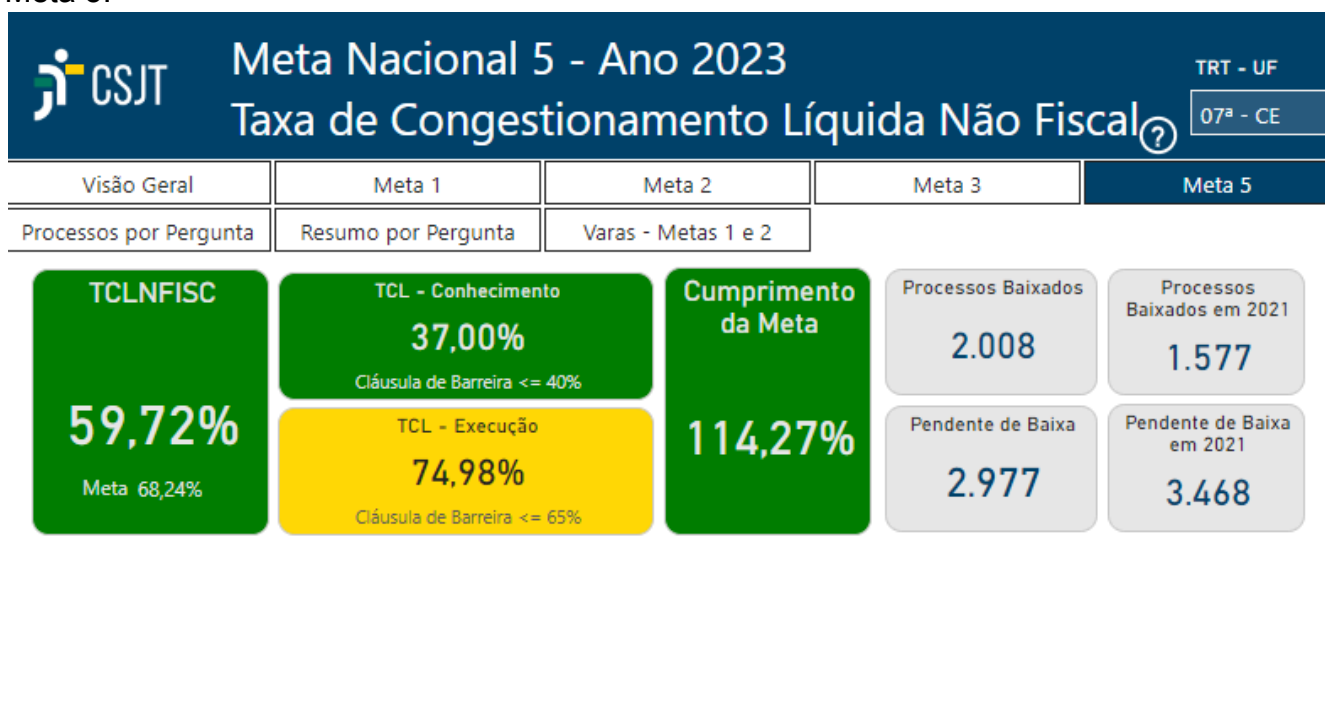 CSJT
Meta Nacional 5 - Ano 2023
Taxa de Congestionamento Líquida Não Fiscal
?
TRT - UF
07ª - CE
Visão Geral
Meta 1
Meta 2
Meta 3
Meta 5
Processos por Pergunta
Resumo por Pergunta
Varas - Metas 1 e 2
TCLNFISC
59,72%
Meta 68,24%
TCL - Conhecimento
37,00%
Cláusula de Barreira <= 40%
TCL - Execução
74,98%
Cláusula de Barreira <= 65%
Cumprimento
da Meta
114,27%
Processos Baixados
2.008
Pendente de Baixa
2.977
Processos
Baixados em 2021
1.577
Pendente de Baixa
em 2021
3.468